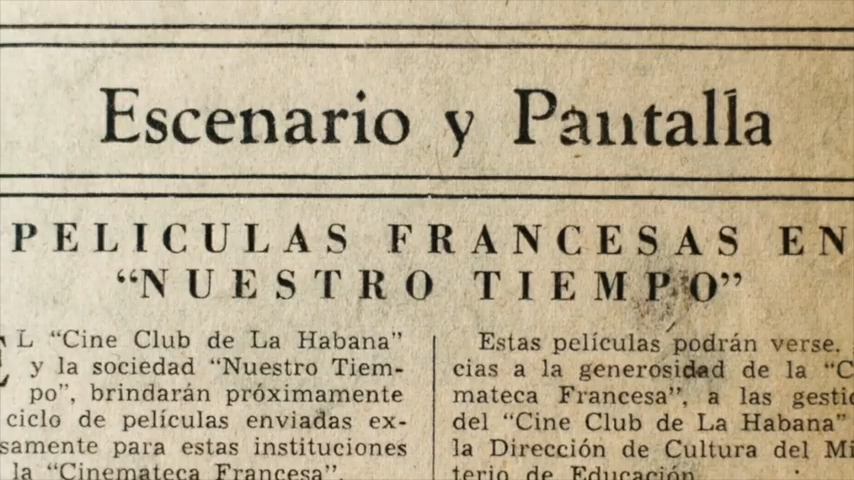 Escenario y Pantalla
PELICULAS FRANCESAS EN
“NUESTRO TIEMPO”
EL “Cine Club de La Habana”
y la sociedad “Nuestro Tiem-
po”, brindarán próximamente
ciclo de películas enviadas ex-
samente para estas instituciones
la “Cinemateca Francesa”.
Estas películas podrán verse.
cias a la generosidad de la “C
mateca Francesa”, a las gestio
del “Cine Club de La Habana”
la Dirección de Cultura del Mi
terio de Educación.